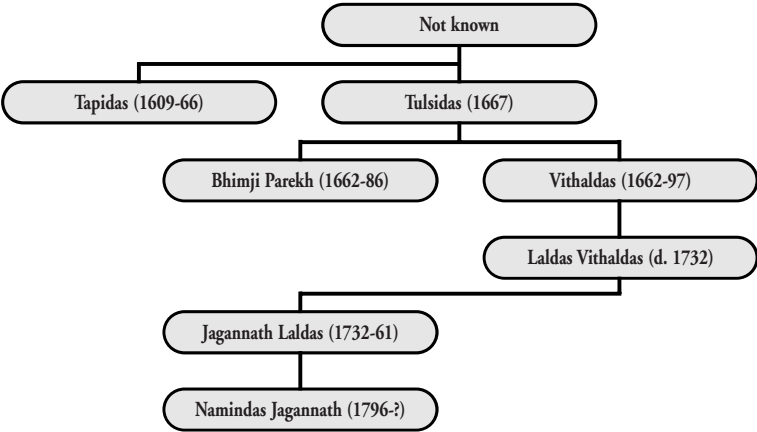 Not known
Tapidas (1609-66)
Tulsidas (1667)
Bhimji Parekh (1662-86)
Vithaldas (1662-97)
Laldas Vithaldas (d. 1732)
Jagannath Laldas (1732-61)
Namindas Jagannath (1796-?)